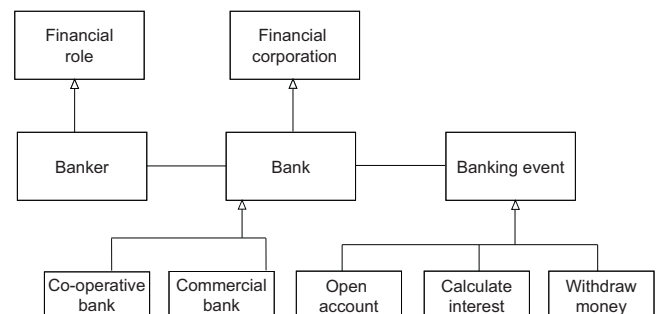 Financial
role
Financial
corporation
Banker
Bank
Banking event
Co-operative
bank
Commercial
bank
Open
account
Calculate
interest
Withdraw
money